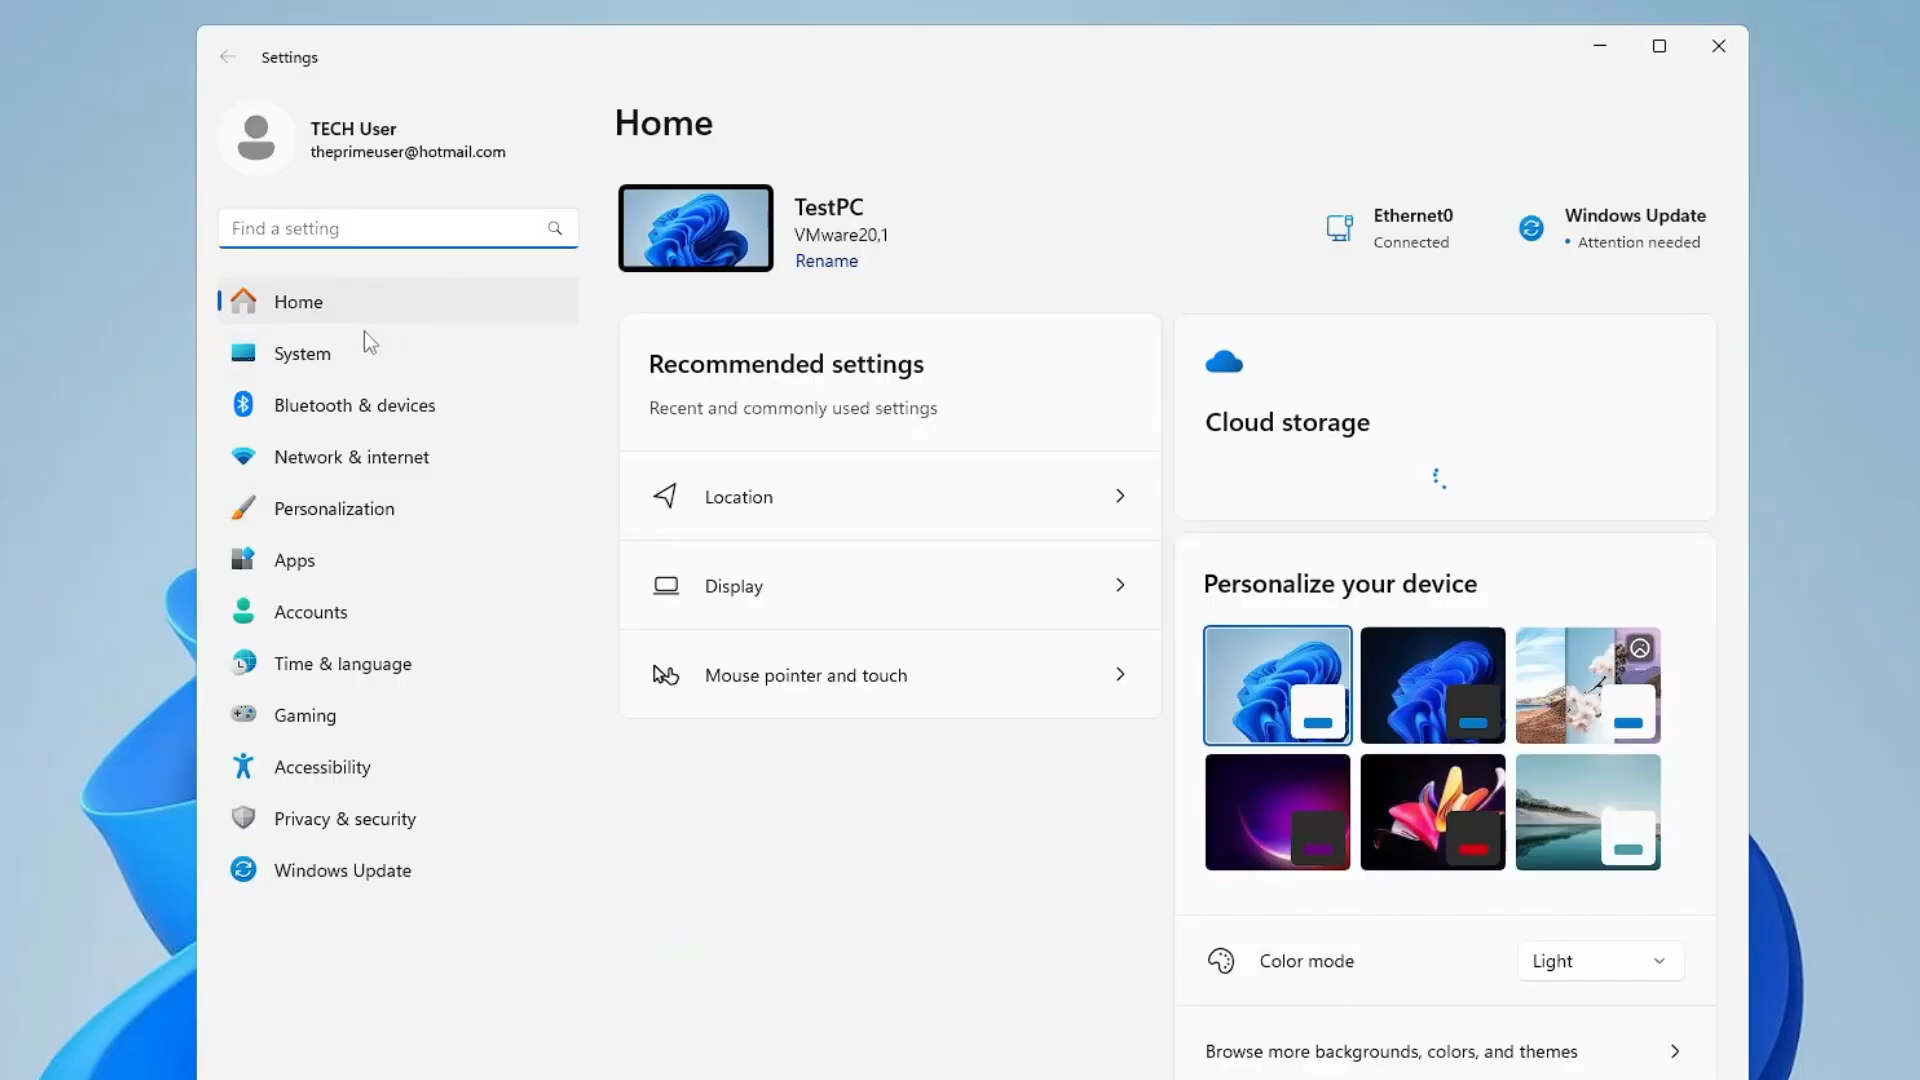 Settings
TECH User
theprimeuser@hotmail.com
Find a setting
Home
System
Bluetooth & devices
Network & internet
Personalization
Apps
Accounts
Time & language
Gaming
Accessibility
Privacy & security
Windows Update
Home
TestPC
VMware20,1
Rename
Ethernet0
Connected
Windows Update
• Attention needed
Recommended settings
Recent and commonly used settings
Location
Display
Mouse pointer and touch
Cloud storage
Personalize your device
Color mode
Light
Browse more backgrounds, colors, and themes